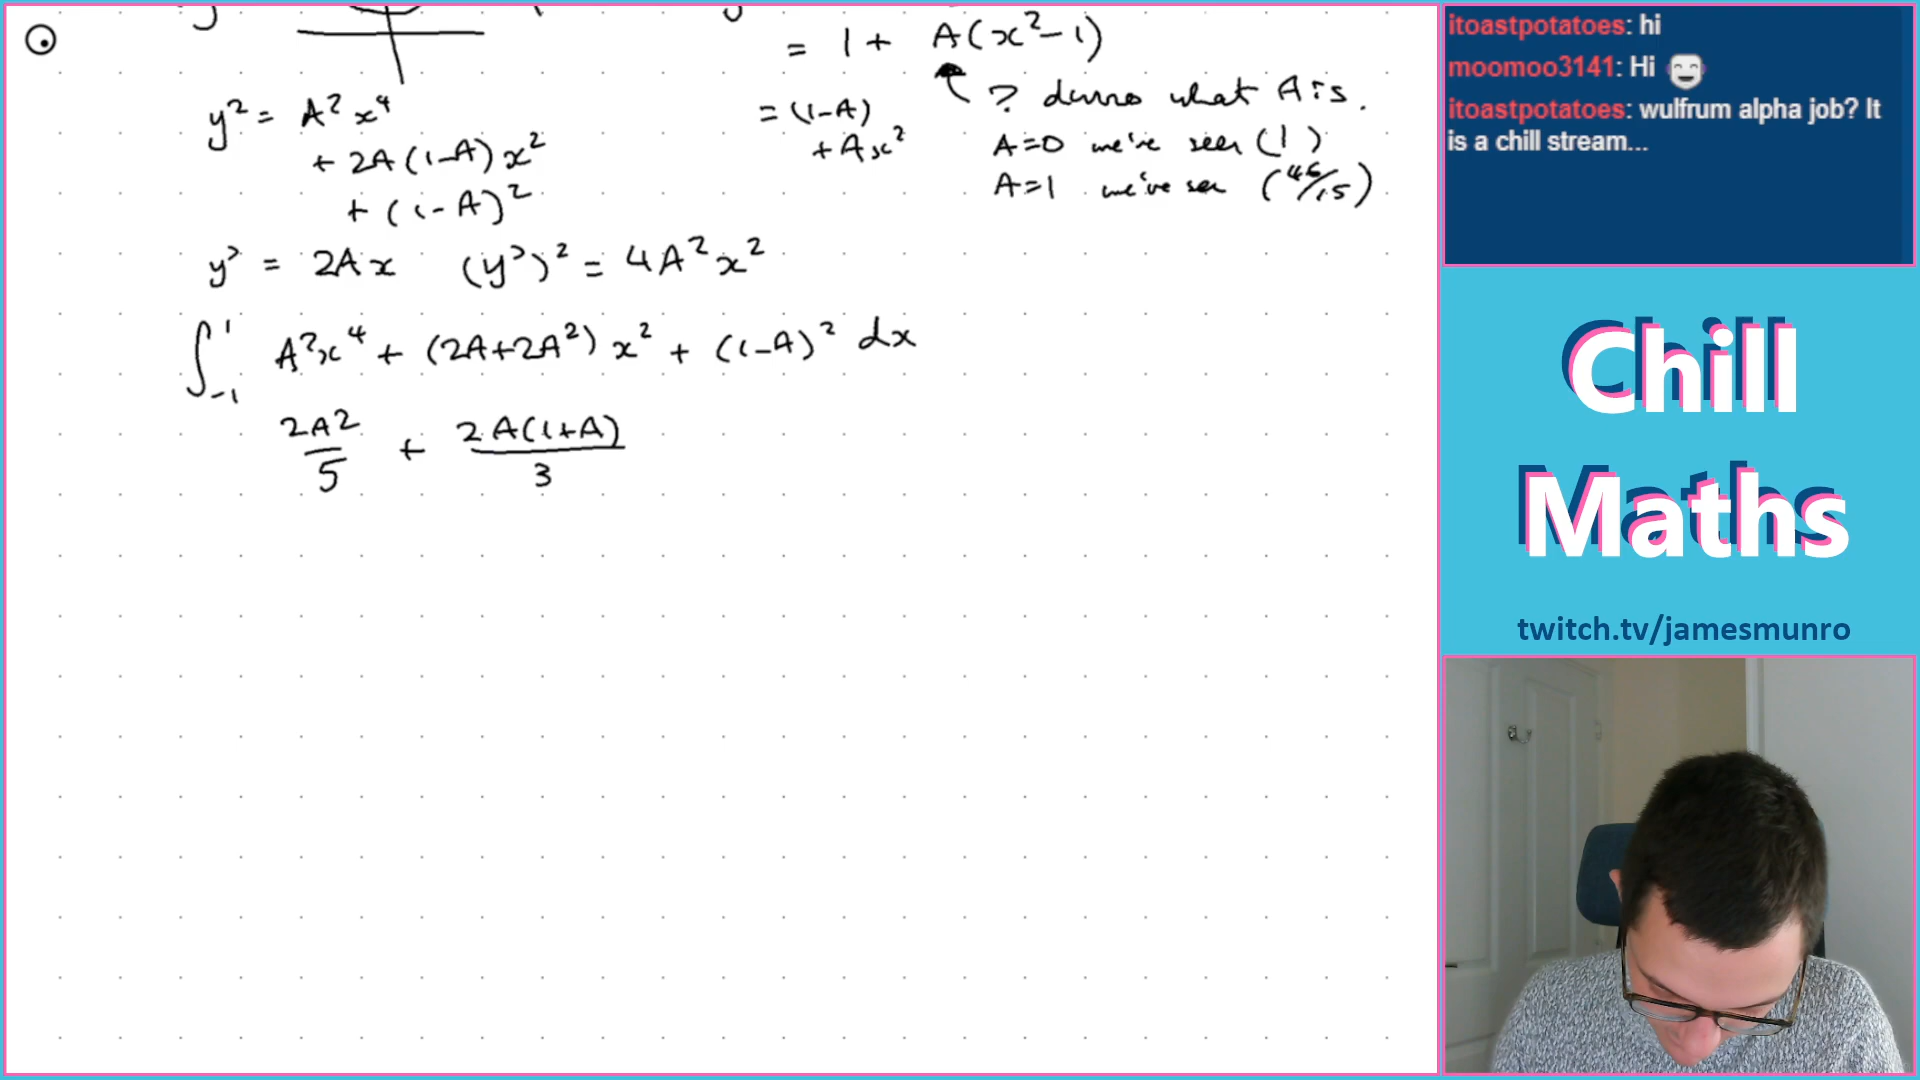 = 1 + A(x²-1)
y² = A²x⁴
+ 2A(1-A)x²
+ (1-A)²
= (1-A)
+ Ax²
? dunno what A is.
A=0 we've seen (1)
A=1 we've seen (46/15)
y' = 2Ax (y')² = 4A²x²
∫₋₁¹ A²x⁴ + (2A+2A²)x² + (1-A)² dx
2A²/5 + 2A(1+A)/3
itoastpotatoes: hi
moomoo3141: Hi
itoastpotatoes: wulfrum alpha job? It
is a chill stream...
Chill
Maths
twitch.tv/jamesmunro